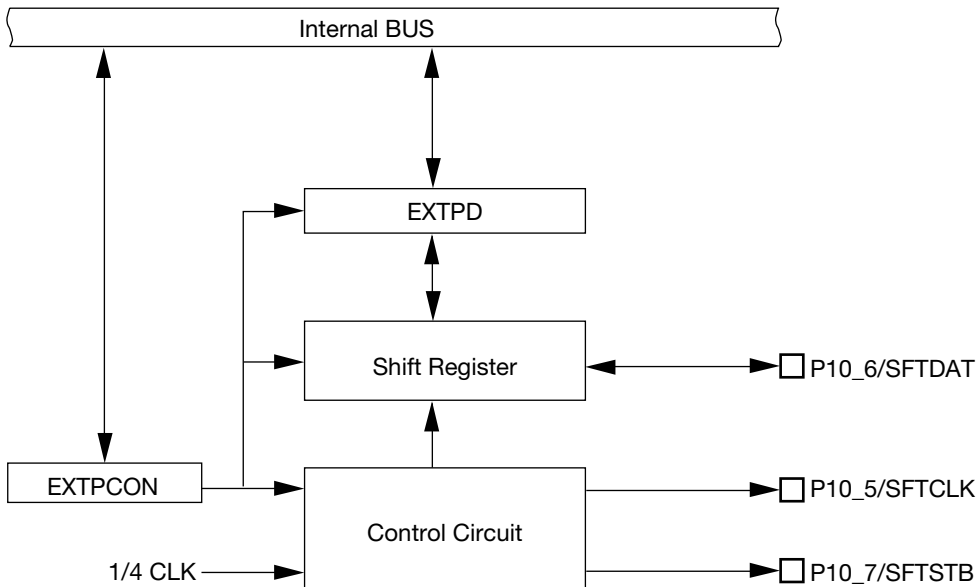 Internal BUS
EXTPD
Shift Register
P10_6/SFTDAT
EXTPCON
P10_5/SFTCLK
Control Circuit
1/4 CLK
P10_7/SFTSTB